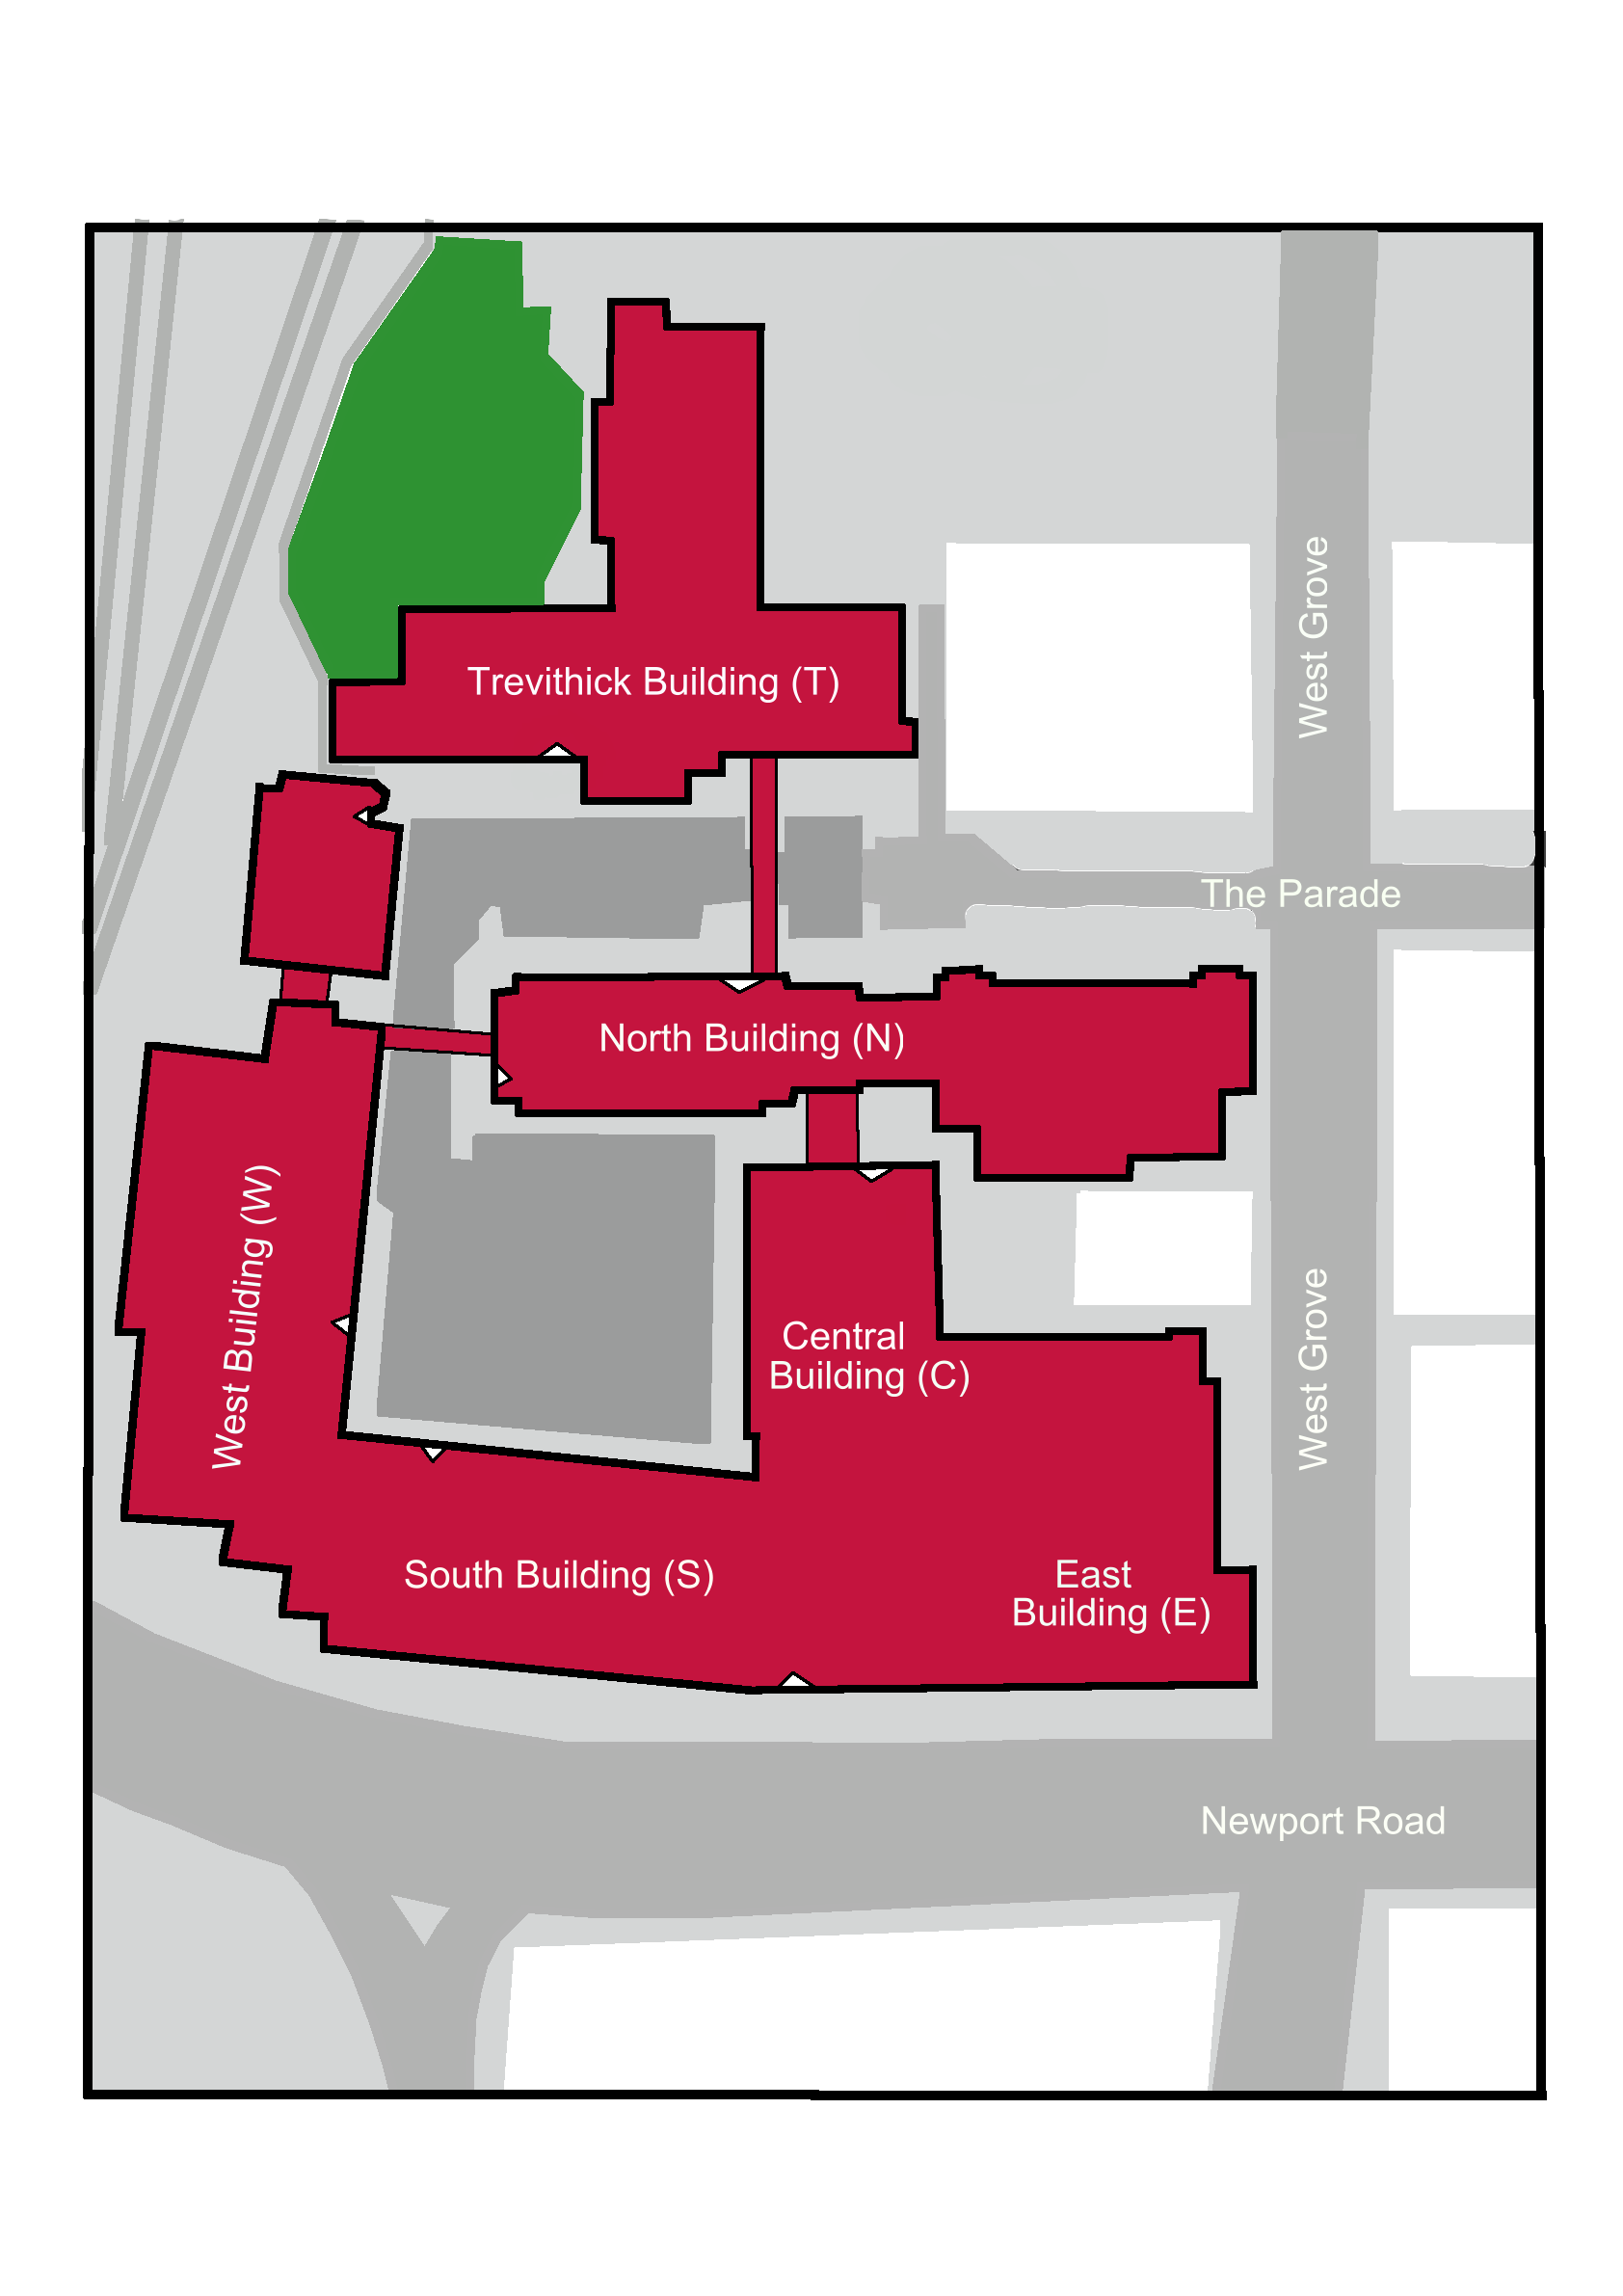 West Grove
Trevithick Building (T)
The Parade
North Building (N)
West Building (W)
Central
Building (C)
West Grove
South Building (S)
East
Building (E)
Newport Road